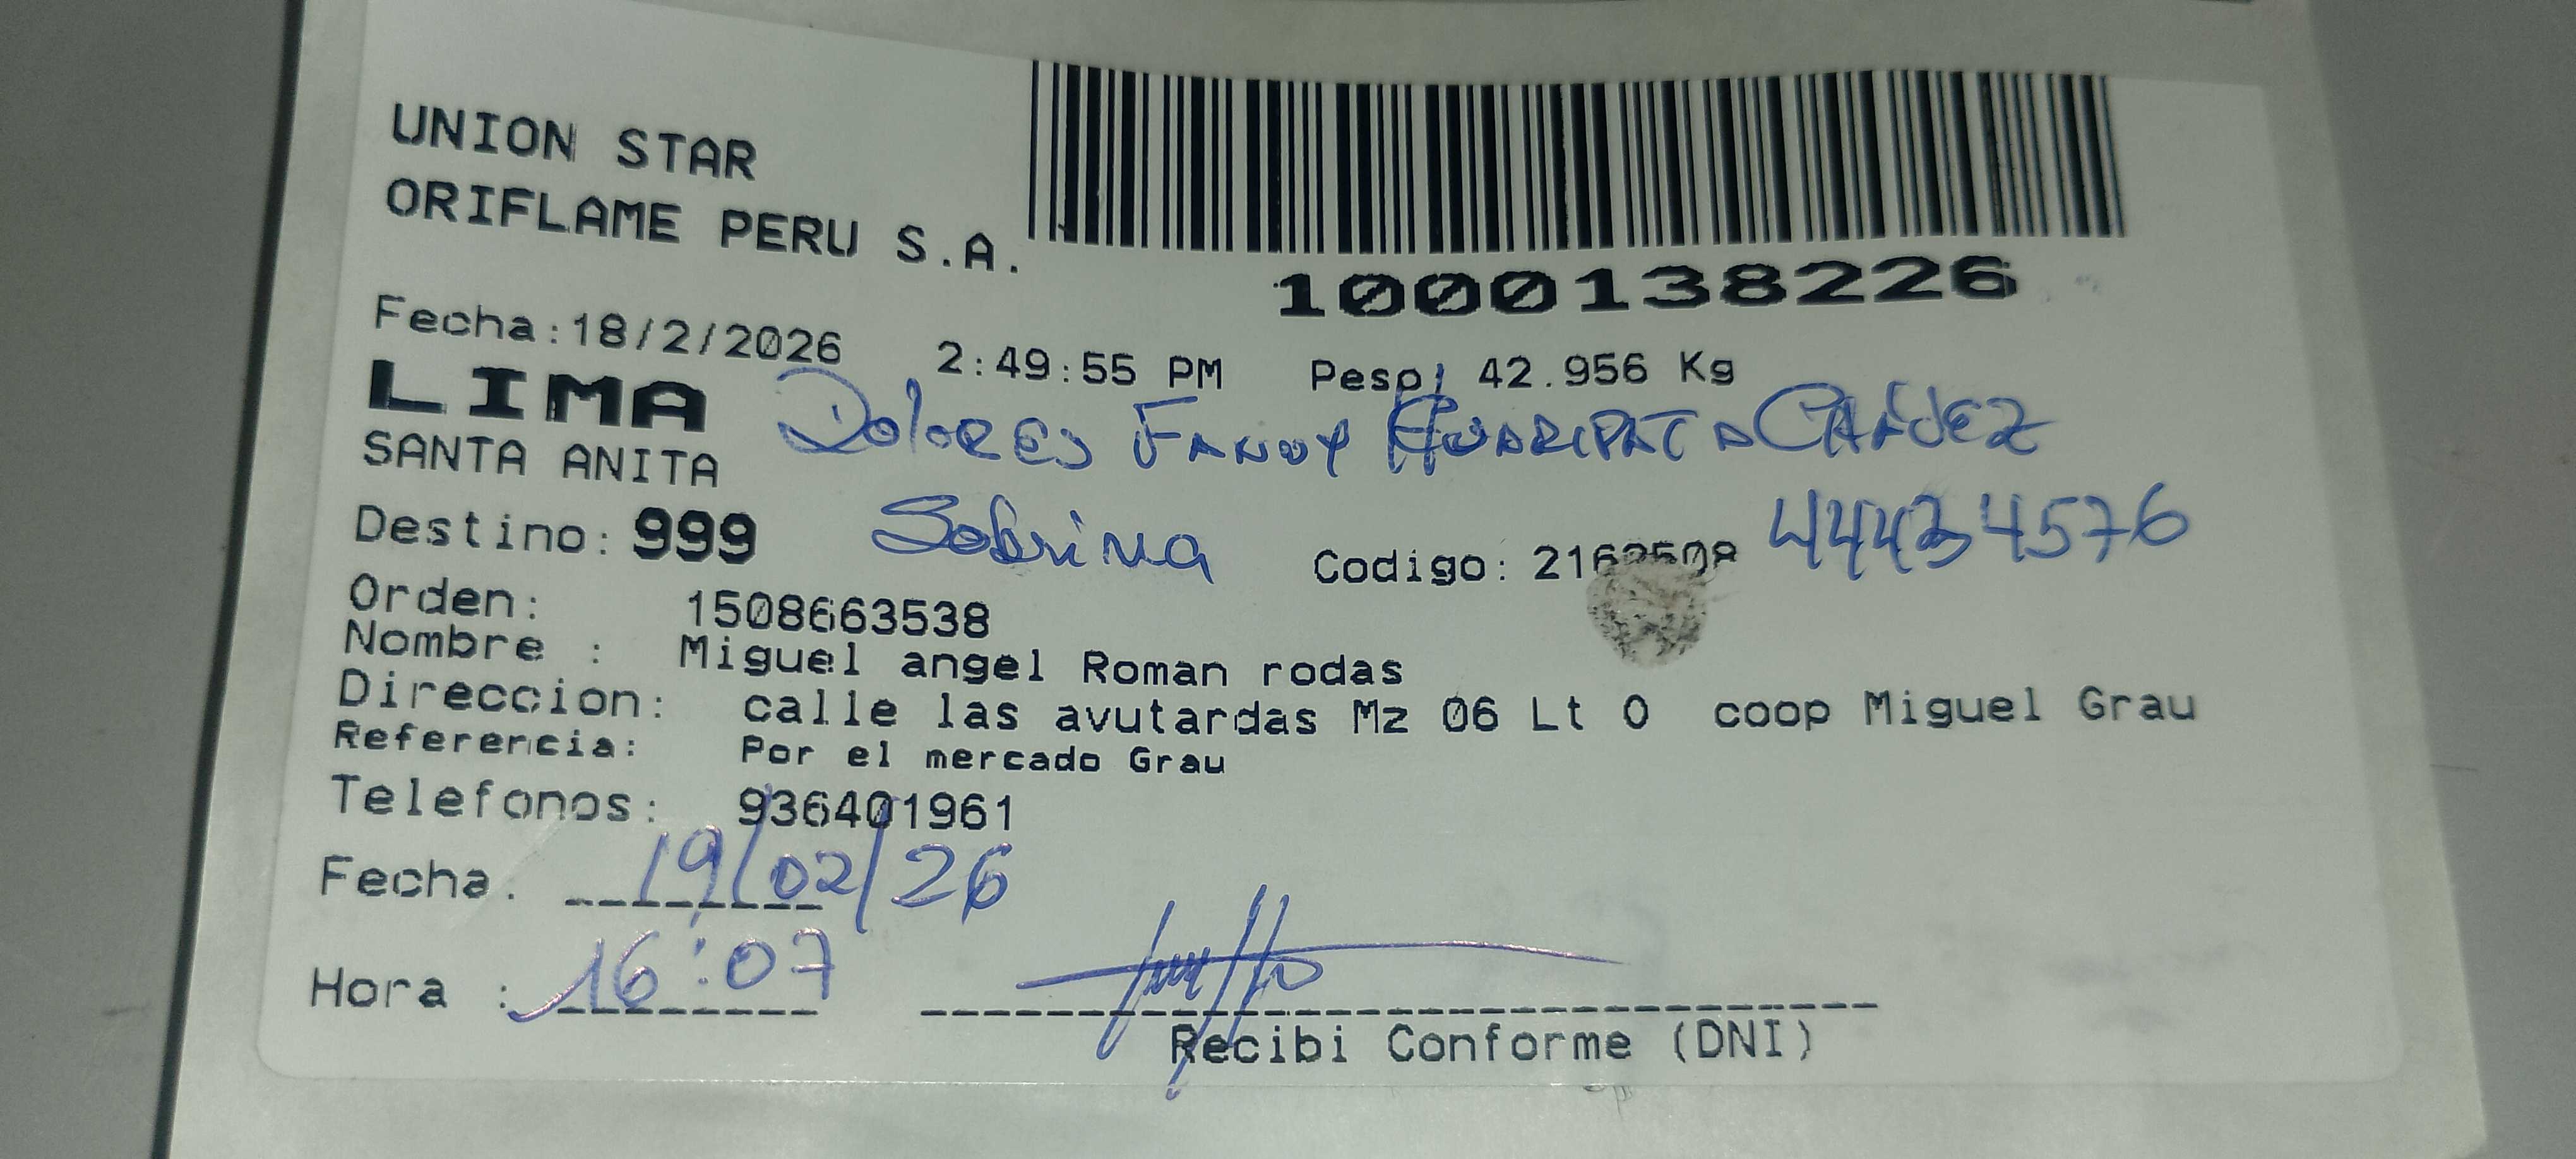 UNION STAR
ORIFLAME PERU S.A.
1000138226
Fecha:18/2/2026 2:49:55 PM Peso: 42.956 Kg
LIMA
Dolores Fanny Chávez
SANTA ANITA
Destino: 999 Sobrina Codigo:
Orden: 1508663538
Nombre : Miguel angel Roman rodas
Direccion: calle las avutardas Mz 06 Lt O coop Miguel Grau
Referencia: Por el mercado Grau
Telefonos: 936401961
Fecha. 19/02/26
Hora : 16:07
Recibi Conforme (DNI)